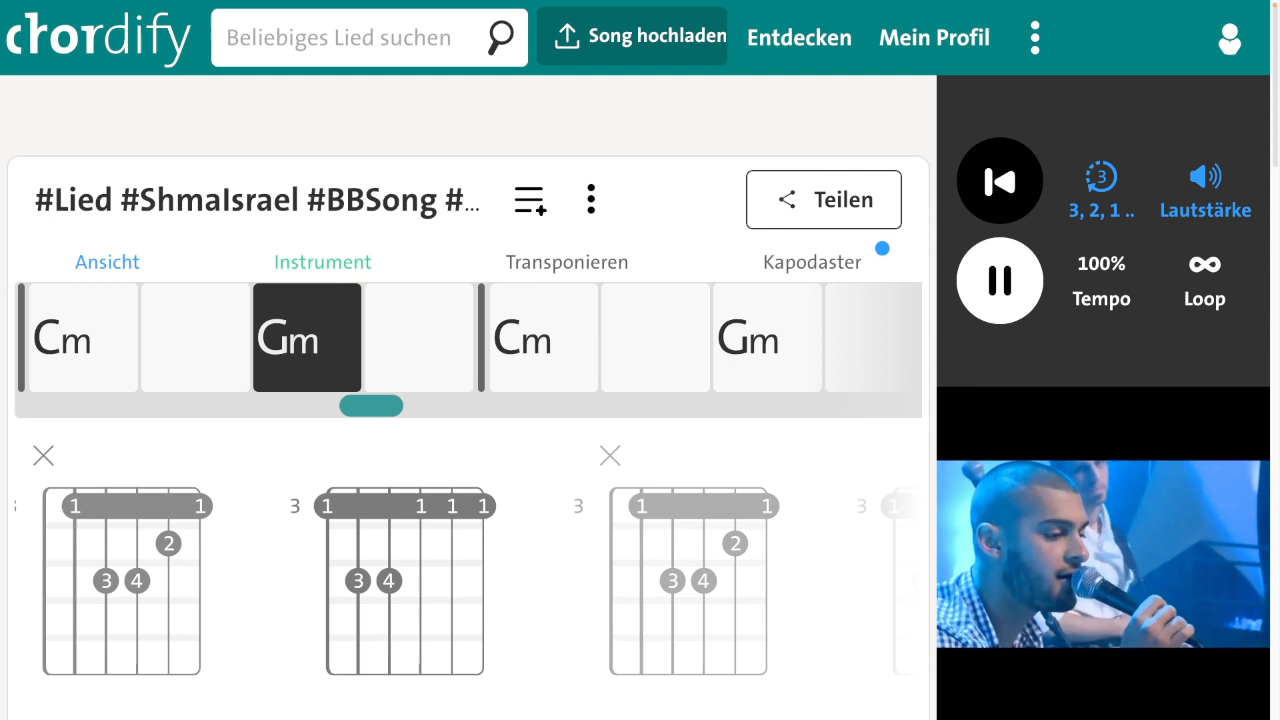 chordify Beliebiges Lied suchen Song hochladen Entdecken Mein Profil
#Lied #ShmaIsrael #BBSong #... Teilen
Ansicht Instrument Transponieren Kapodaster
Cm Gm Cm Gm
3 1 1 2 3 4
3 1 1 1 1 3 4
3 1 1 2 3 4
3 1
3
3, 2, 1 .. Lautstärke
100%
Tempo Loop